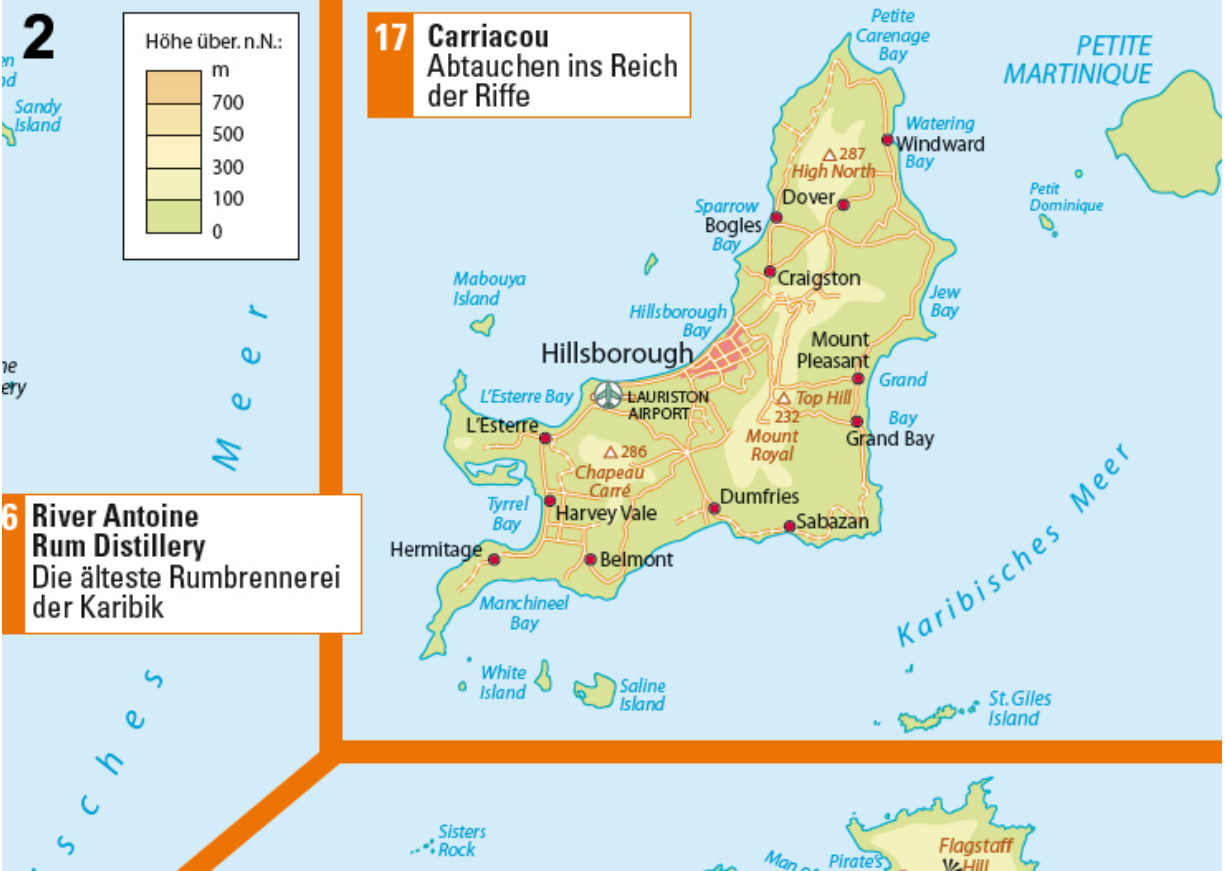 2
Höhe über. n.N.:
m
700
500
300
100
0
Sandy
Island
17
Carriacou
Abtauchen ins Reich
der Riffe
Petite
Carenage
Bay
PETITE
MARTINIQUE
Watering
Windward
Bay
287
High North
Petit
Dominique
Dover
Sparrow
Bogles
Bay
Craigston
Mabouya
Island
Jew
Bay
Hillsborough
Bay
Mount
Pleasant
Hillsborough
Grand
Bay
L'Esterre Bay
LAURISTON
AIRPORT
Top Hill
232
Mount
Royal
Grand Bay
L'Esterre
286
Chapeau
Carré
Dumfries
Sabazan
Tyrrel
Bay
Harvey Vale
Hermitage
Belmont
Manchineel
Bay
White
Island
Saline
Island
Karibisches Meer
St. Giles
Island
Meer
6
River Antoine
Rum Distillery
Die älteste Rumbrennerei
der Karibik
sches
Sisters
Rock
Pirate's
Flagstaff
Hill